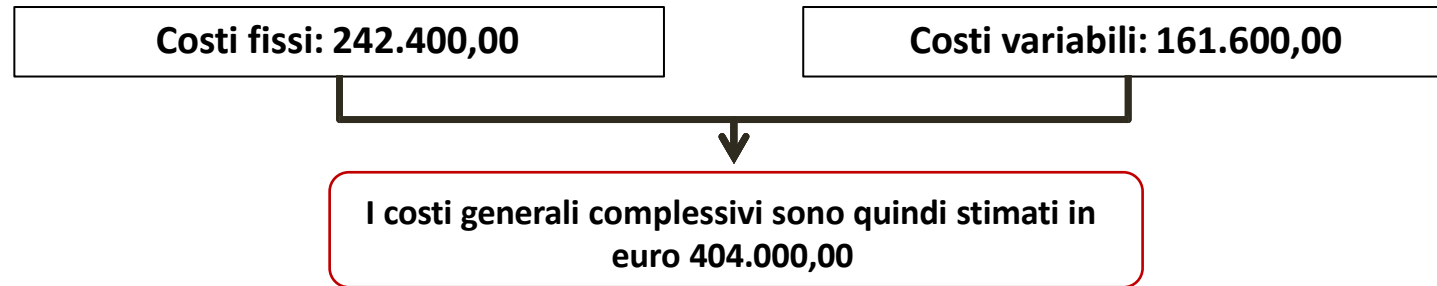 Costi fissi: 242.400,00
Costi variabili: 161.600,00
I costi generali complessivi sono quindi stimati in
euro 404.000,00